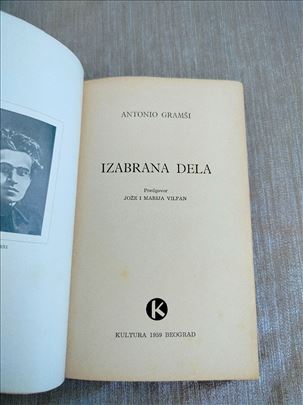 ANTONIO GRAMŠI
IZABRANA DELA
Predgovor
JOŽE I MARIJA VILFAN
K
KULTURA 1959 BEOGRAD